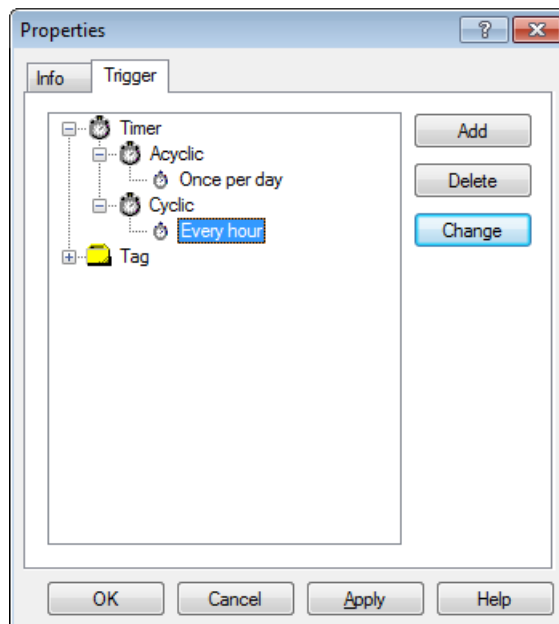 Properties
Info Trigger
Timer Add
Acyclic
Once per day Delete
Cyclic
Every hour Change
Tag
OK Cancel Apply Help